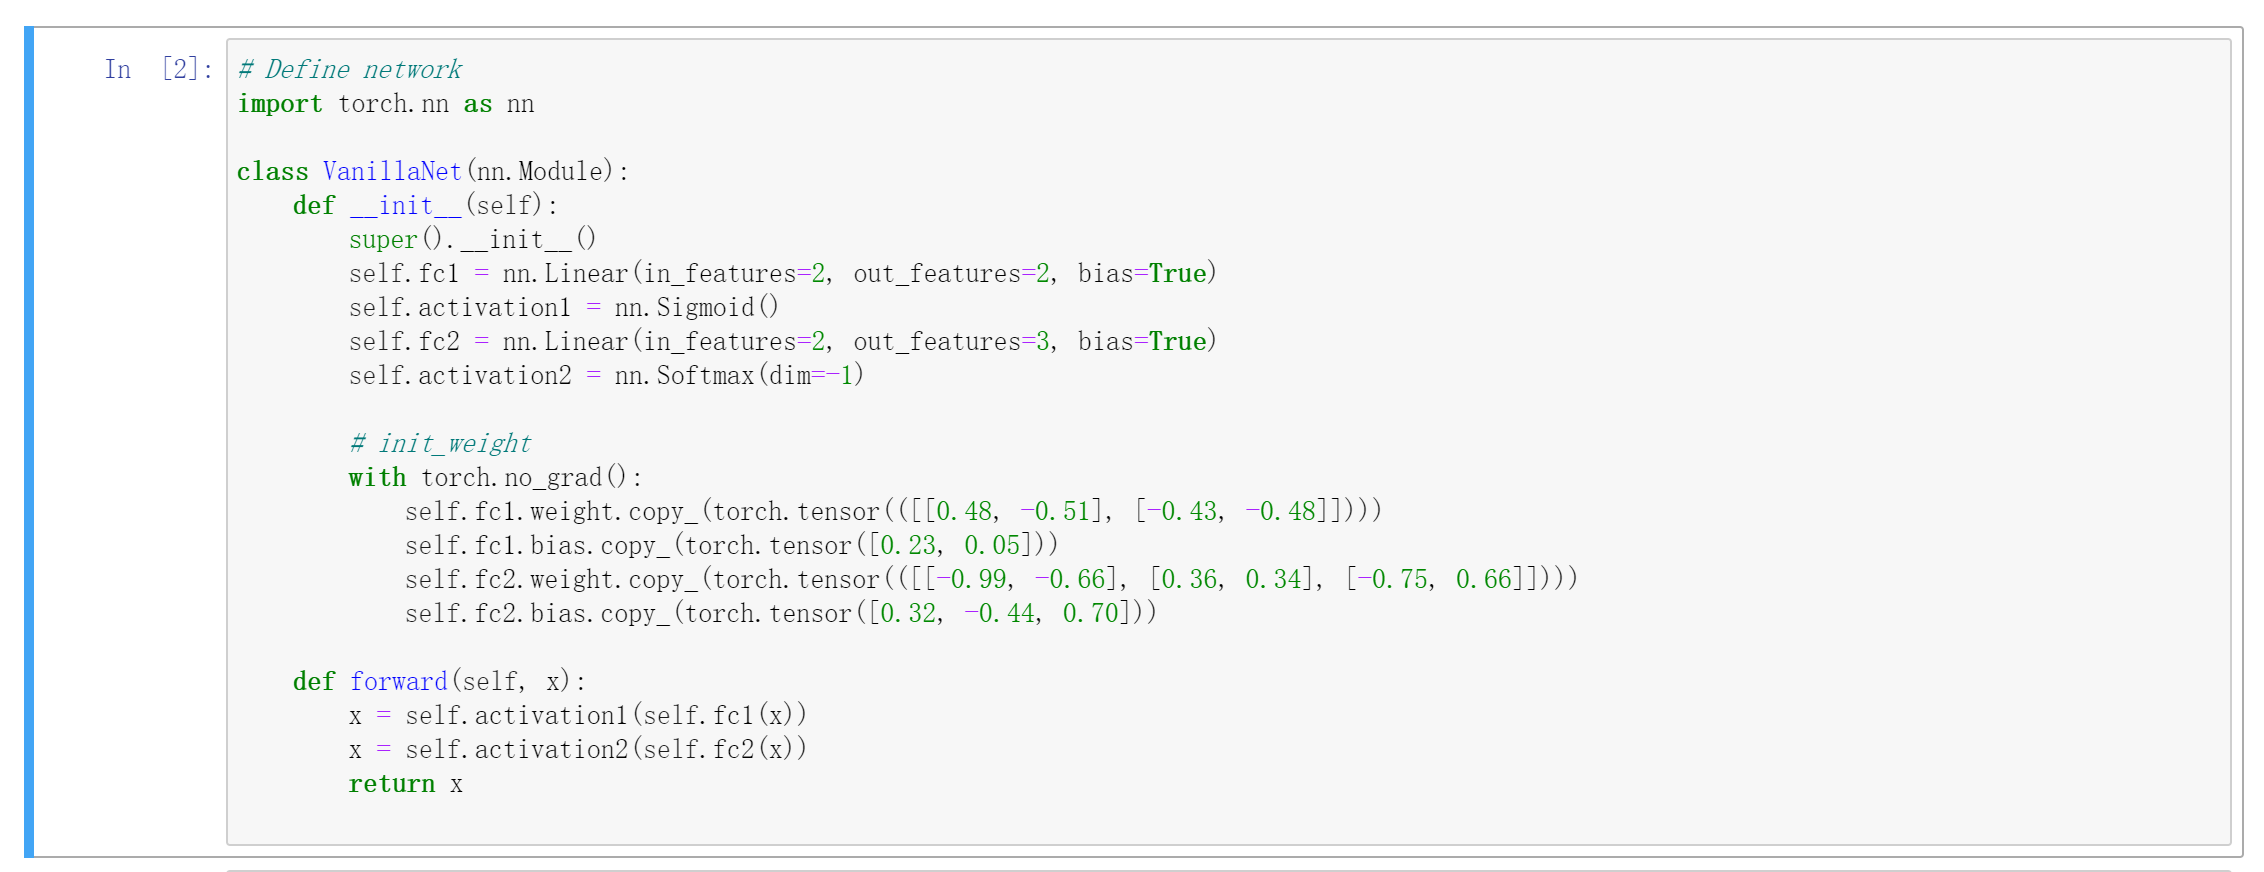 In [2]: # Define network
import torch.nn as nn
class VanillaNet(nn.Module):
def __init__(self):
super().__init__()
self.fc1 = nn.Linear(in_features=2, out_features=2, bias=True)
self.activation1 = nn.Sigmoid()
self.fc2 = nn.Linear(in_features=2, out_features=3, bias=True)
self.activation2 = nn.Softmax(dim=-1)
# init_weight
with torch.no_grad():
self.fc1.weight.copy_(torch.tensor(([[0.48, -0.51], [-0.43, -0.48]])))
self.fc1.bias.copy_(torch.tensor([0.23, 0.05]))
self.fc2.weight.copy_(torch.tensor(([[-0.99, -0.66], [0.36, 0.34], [-0.75, 0.66]])))
self.fc2.bias.copy_(torch.tensor([0.32, -0.44, 0.70]))
def forward(self, x):
x = self.activation1(self.fc1(x))
x = self.activation2(self.fc2(x))
return x